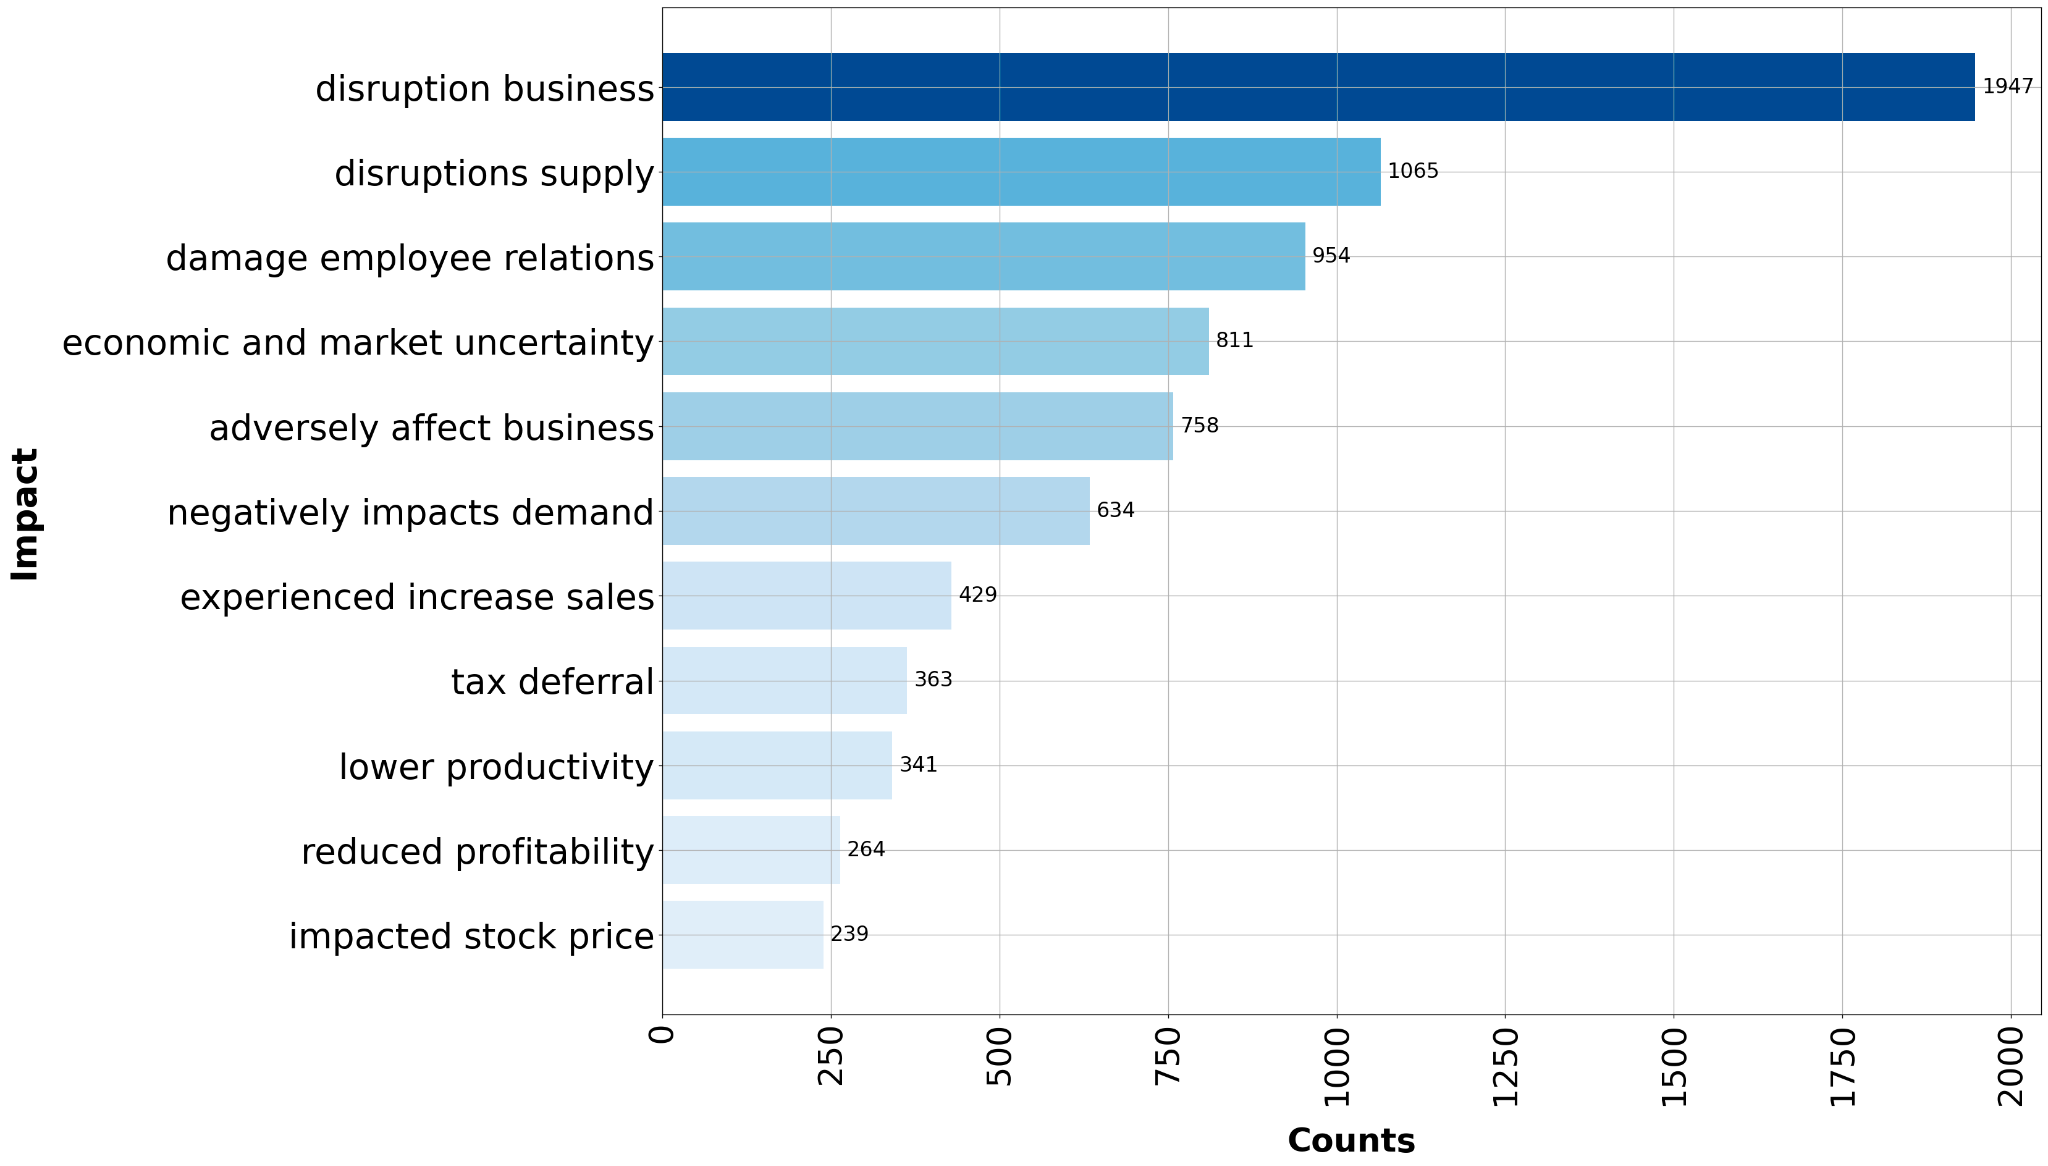 disruption business
1947
disruptions supply
1065
damage employee relations
954
economic and market uncertainty
811
adversely affect business
758
negatively impacts demand
634
experienced increase sales
429
tax deferral
363
lower productivity
341
reduced profitability
264
impacted stock price
239
Impact
0
250
500
750
1000
1250
1500
1750
2000
Counts